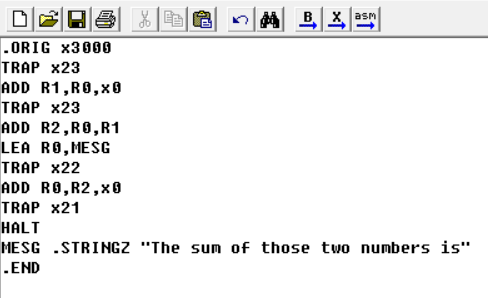 B X asm
.ORIG x3000
TRAP x23
ADD R1,R0,x0
TRAP x23
ADD R2,R0,R1
LEA R0,MESG
TRAP x22
ADD R0,R2,x0
TRAP x21
HALT
MESG .STRINGZ "The sum of those two numbers is"
.END